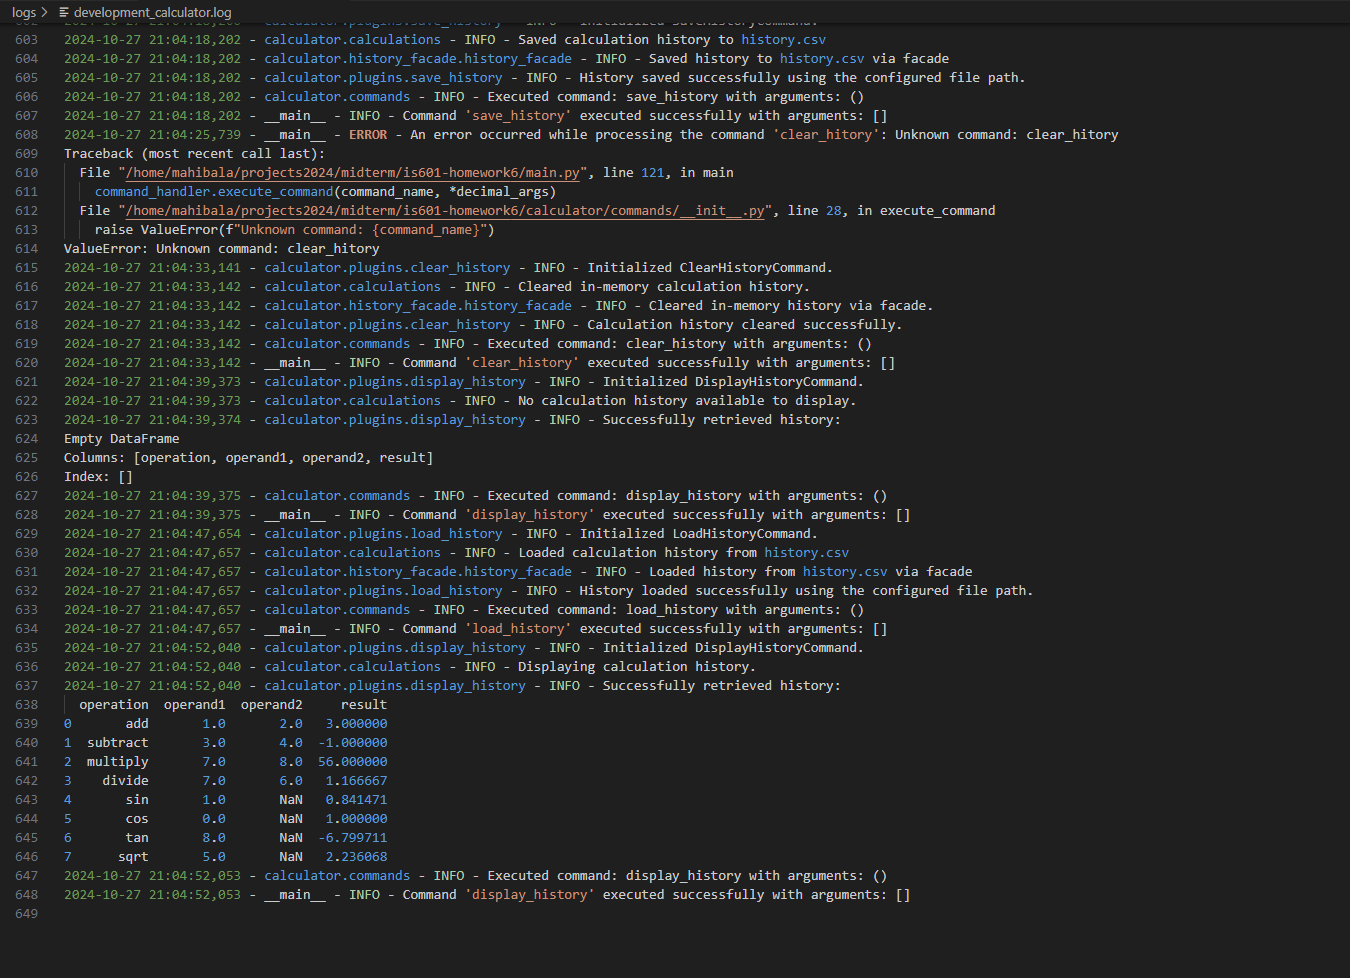 logs > development_calculator.log
603 2024-10-27 21:04:18,202 - calculator.calculations - INFO - Saved calculation history to history.csv
604 2024-10-27 21:04:18,202 - calculator.history_facade.history_facade - INFO - Saved history to history.csv via facade
605 2024-10-27 21:04:18,202 - calculator.plugins.save_history - INFO - History saved successfully using the configured file path.
606 2024-10-27 21:04:18,202 - calculator.commands - INFO - Executed command: save_history with arguments: ()
607 2024-10-27 21:04:18,202 - __main__ - INFO - Command 'save_history' executed successfully with arguments: []
608 2024-10-27 21:04:25,739 - __main__ - ERROR - An error occurred while processing the command 'clear_hitory': Unknown command: clear_hitory
609 Traceback (most recent call last):
610 File "/home/mahibala/projects2024/midterm/is601-homework6/main.py", line 121, in main
611 command_handler.execute_command(command_name, *decimal_args)
612 File "/home/mahibala/projects2024/midterm/is601-homework6/calculator/commands/__init__.py", line 28, in execute_command
613 raise ValueError(f"Unknown command: {command_name}")
614 ValueError: Unknown command: clear_hitory
615 2024-10-27 21:04:33,141 - calculator.plugins.clear_history - INFO - Initialized ClearHistoryCommand.
616 2024-10-27 21:04:33,142 - calculator.calculations - INFO - Cleared in-memory calculation history.
617 2024-10-27 21:04:33,142 - calculator.history_facade.history_facade - INFO - Cleared in-memory history via facade.
618 2024-10-27 21:04:33,142 - calculator.plugins.clear_history - INFO - Calculation history cleared successfully.
619 2024-10-27 21:04:33,142 - calculator.commands - INFO - Executed command: clear_history with arguments: ()
620 2024-10-27 21:04:33,142 - __main__ - INFO - Command 'clear_history' executed successfully with arguments: []
621 2024-10-27 21:04:39,373 - calculator.plugins.display_history - INFO - Initialized DisplayHistoryCommand.
622 2024-10-27 21:04:39,373 - calculator.calculations - INFO - No calculation history available to display.
623 2024-10-27 21:04:39,374 - calculator.plugins.display_history - INFO - Successfully retrieved history:
624 Empty DataFrame
625 Columns: [operation, operand1, operand2, result]
626 Index: []
627 2024-10-27 21:04:39,375 - calculator.commands - INFO - Executed command: display_history with arguments: ()
628 2024-10-27 21:04:39,375 - __main__ - INFO - Command 'display_history' executed successfully with arguments: []
629 2024-10-27 21:04:47,654 - calculator.plugins.load_history - INFO - Initialized LoadHistoryCommand.
630 2024-10-27 21:04:47,657 - calculator.calculations - INFO - Loaded calculation history from history.csv
631 2024-10-27 21:04:47,657 - calculator.history_facade.history_facade - INFO - Loaded history from history.csv via facade
632 2024-10-27 21:04:47,657 - calculator.plugins.load_history - INFO - History loaded successfully using the configured file path.
633 2024-10-27 21:04:47,657 - calculator.commands - INFO - Executed command: load_history with arguments: ()
634 2024-10-27 21:04:47,657 - __main__ - INFO - Command 'load_history' executed successfully with arguments: []
635 2024-10-27 21:04:52,040 - calculator.plugins.display_history - INFO - Initialized DisplayHistoryCommand.
636 2024-10-27 21:04:52,040 - calculator.calculations - INFO - Displaying calculation history.
637 2024-10-27 21:04:52,040 - calculator.plugins.display_history - INFO - Successfully retrieved history:
638 operation operand1 operand2 result
639 0 add 1.0 2.0 3.000000
640 1 subtract 3.0 4.0 -1.000000
641 2 multiply 7.0 8.0 56.000000
642 3 divide 7.0 6.0 1.166667
643 4 sin 1.0 NaN 0.841471
644 5 cos 0.0 NaN 1.000000
645 6 tan 8.0 NaN -6.799711
646 7 sqrt 5.0 NaN 2.236068
647 2024-10-27 21:04:52,053 - calculator.commands - INFO - Executed command: display_history with arguments: ()
648 2024-10-27 21:04:52,053 - __main__ - INFO - Command 'display_history' executed successfully with arguments: []
649